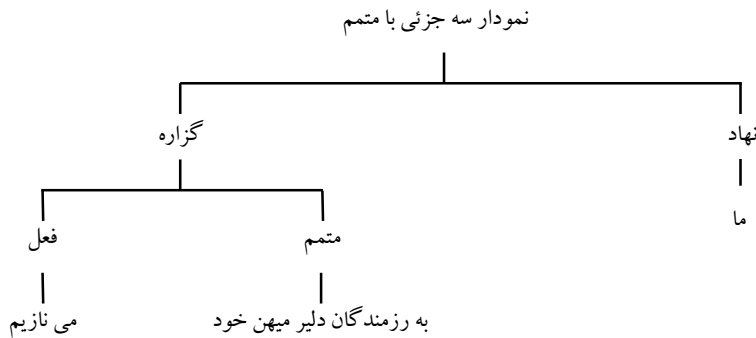 نمودار سه جزئی با متمم
نهاد
گزاره
ما
متمم
فعل
به رزمندگان دلیر میهن خود
می نازیم